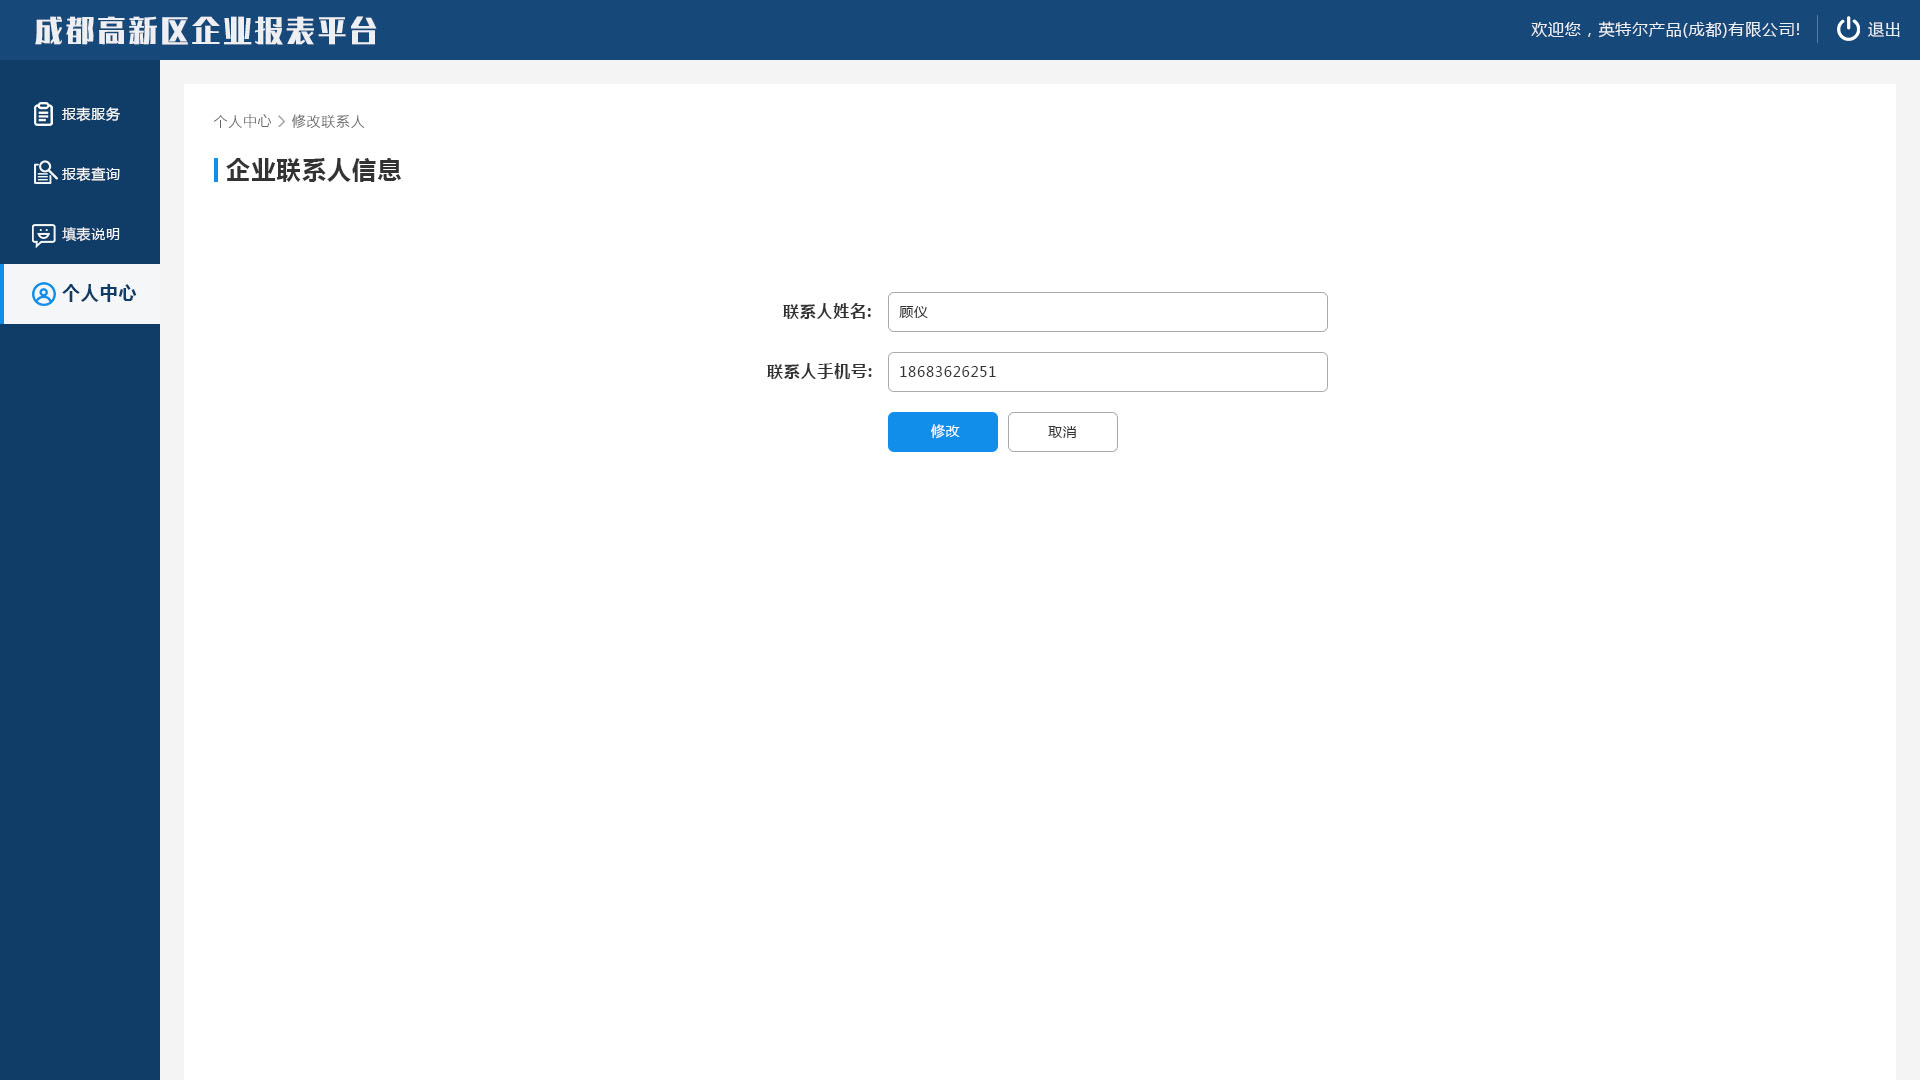 成都高新区企业报表平台
欢迎您，英特尔产品(成都)有限公司!
退出
报表服务
报表查询
填表说明
个人中心
个人中心 > 修改联系人
企业联系人信息
联系人姓名: 顾仪
联系人手机号: 18683626251
修改 取消